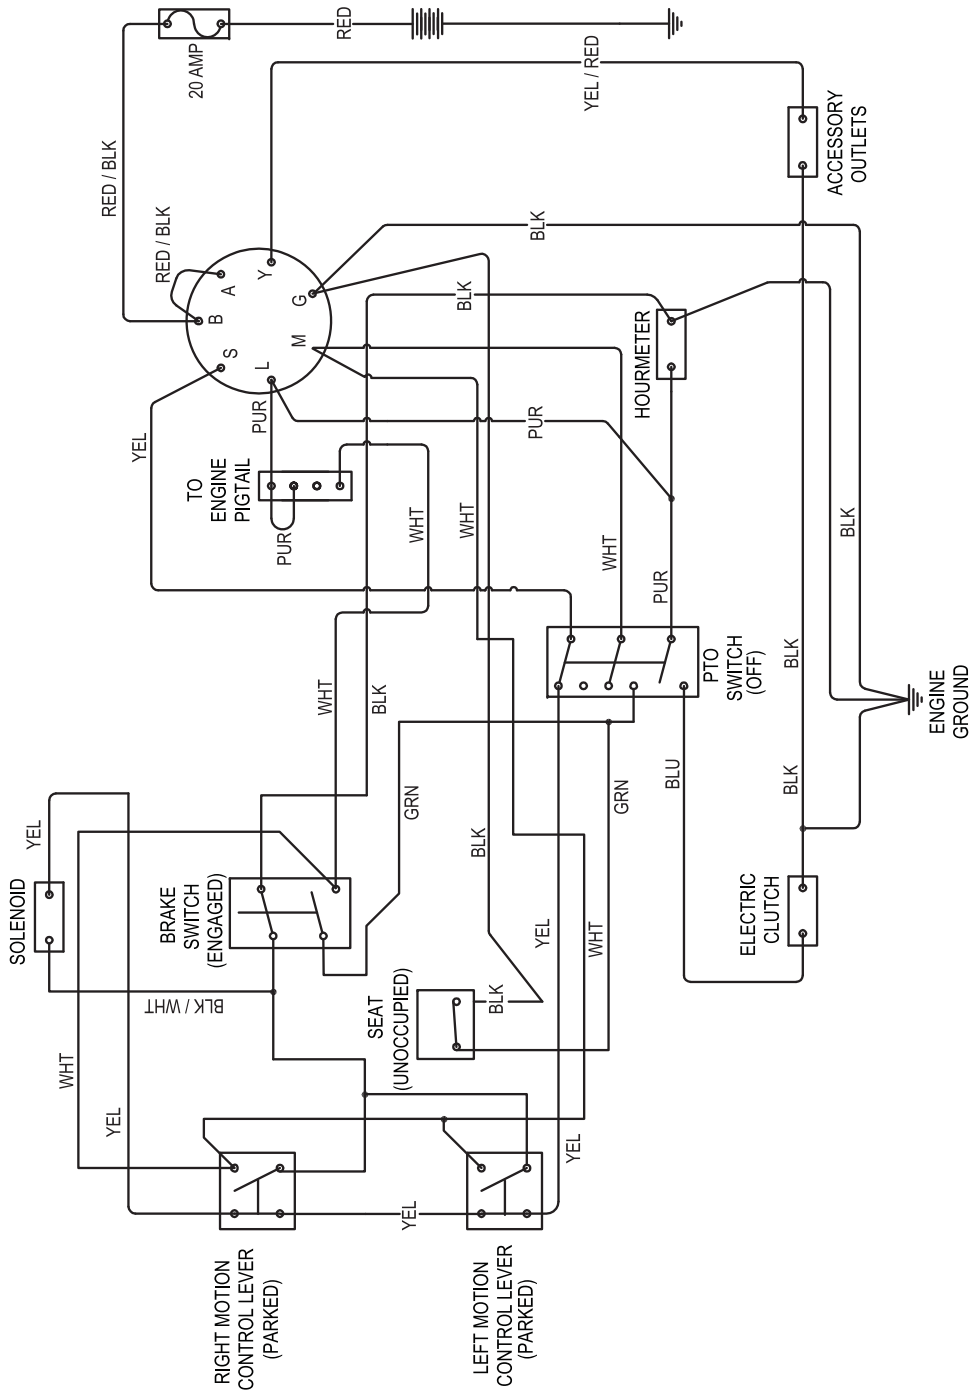 RED
20 AMP
YEL / RED
RED / BLK
ACCESSORY
OUTLETS
RED / BLK
BLK
A
Y
B
G
S
M
L
BLK
HOURMETER
YEL
PUR
PUR
TO
ENGINE
PIGTAIL
PUR
WHT
WHT
WHT
BLK
PUR
PTO
SWITCH
(OFF)
BLK
WHT
BLK
ENGINE
GROUND
BLK
BLU
GRN
GRN
YEL
BLK
SOLENOID
BRAKE
SWITCH
(ENGAGED)
ELECTRIC
CLUTCH
YEL
WHT
BLK / WHT
SEAT
(UNOCCUPIED)
BLK
WHT
YEL
YEL
YEL
RIGHT MOTION
CONTROL LEVER
(PARKED)
LEFT MOTION
CONTROL LEVER
(PARKED)